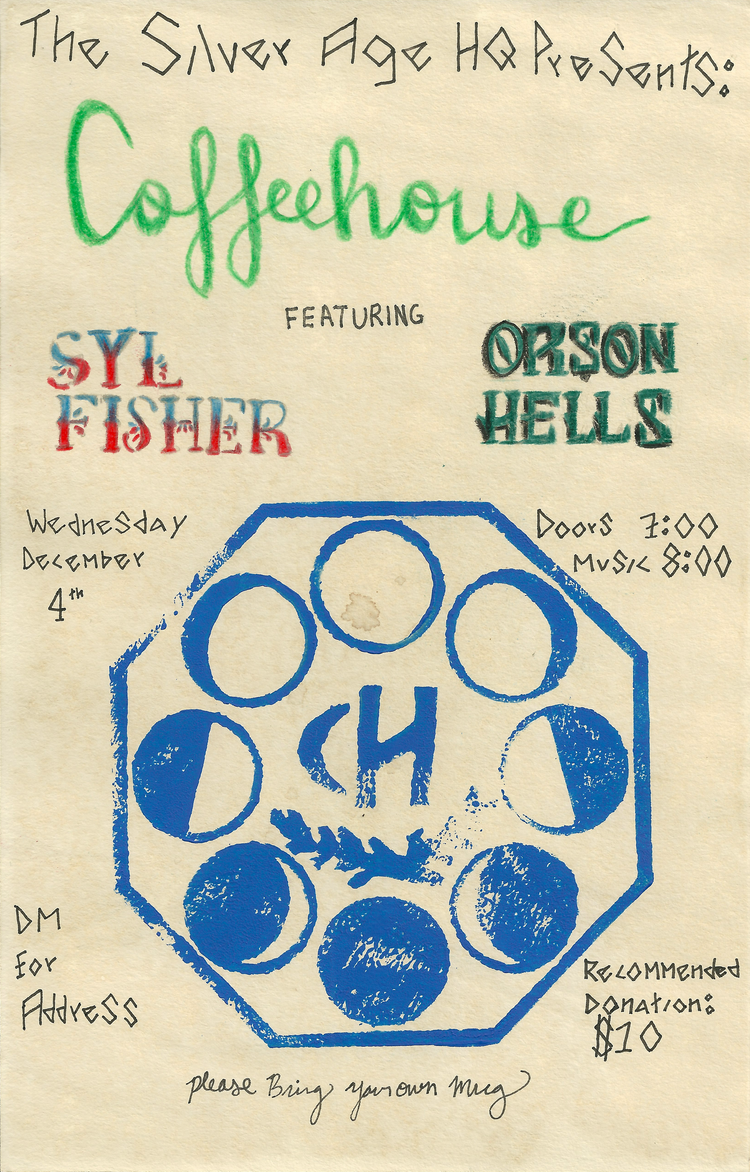 The Silver Age HQ Presents:
Coffeehouse
FEATURING
SYL
FISHER
ORSON
HELLS
Wednesday
December
4th
Doors 7:00
Music 8:00
CH
DM
For
Address
Recommended
Donation:
$10
please Bring your own Mug